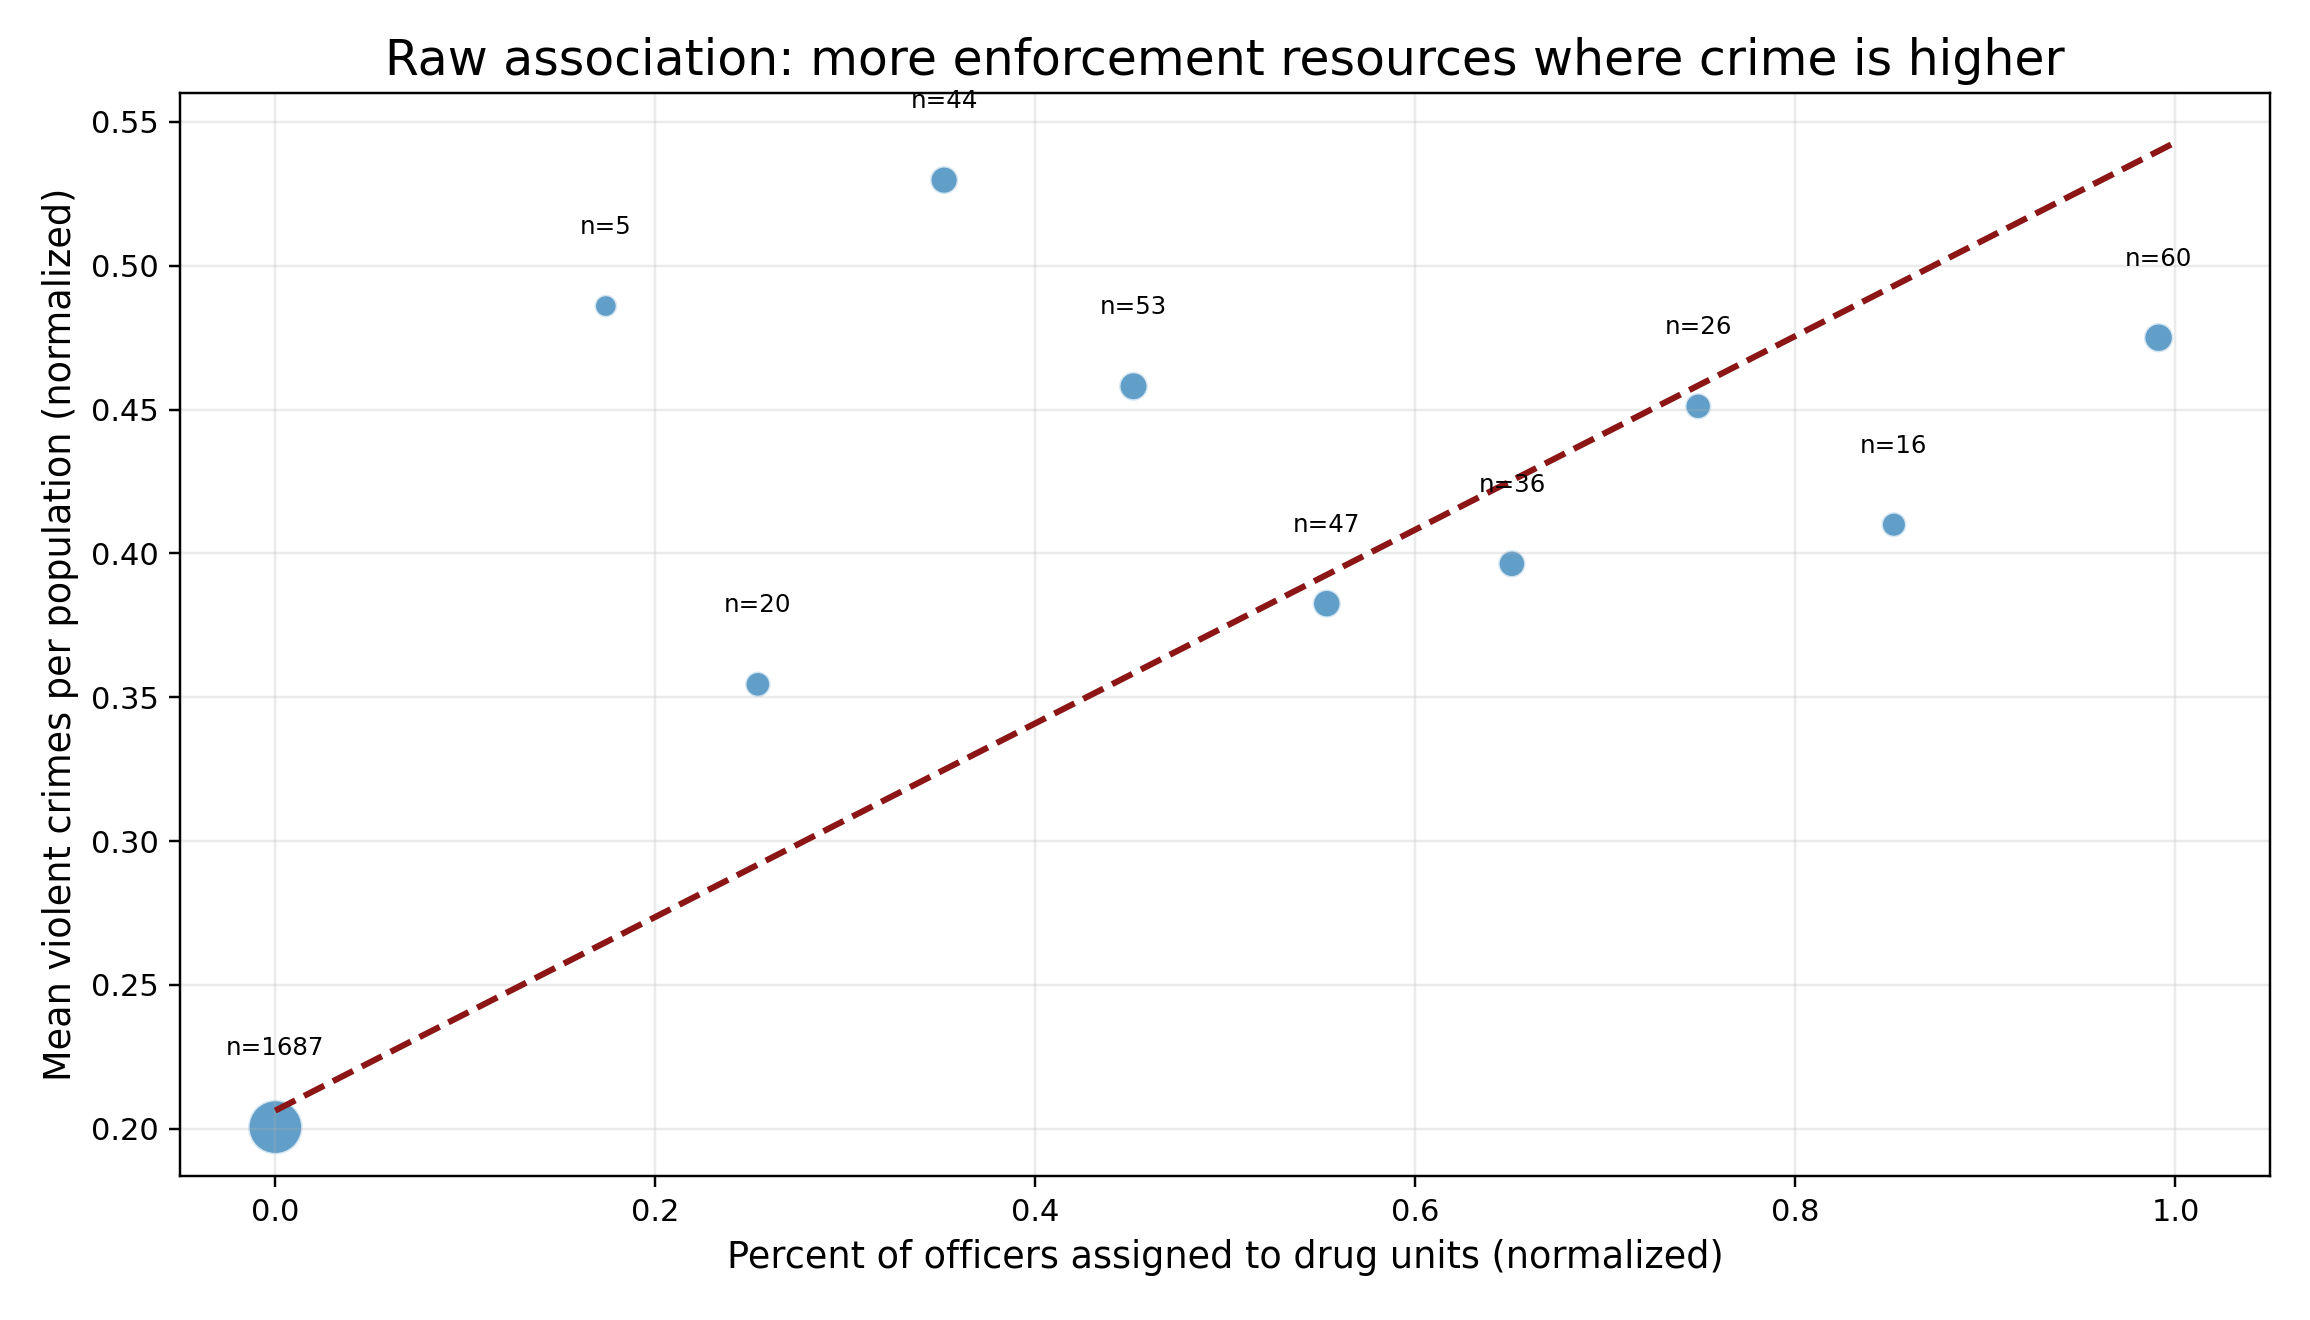 Raw association: more enforcement resources where crime is higher
Mean violent crimes per population (normalized)
0.55
0.50
0.45
0.40
0.35
0.30
0.25
0.20
n=44
n=5
n=60
n=53
n=26
n=16
n=36
n=47
n=20
n=1687
0.0
0.2
0.4
0.6
0.8
1.0
Percent of officers assigned to drug units (normalized)